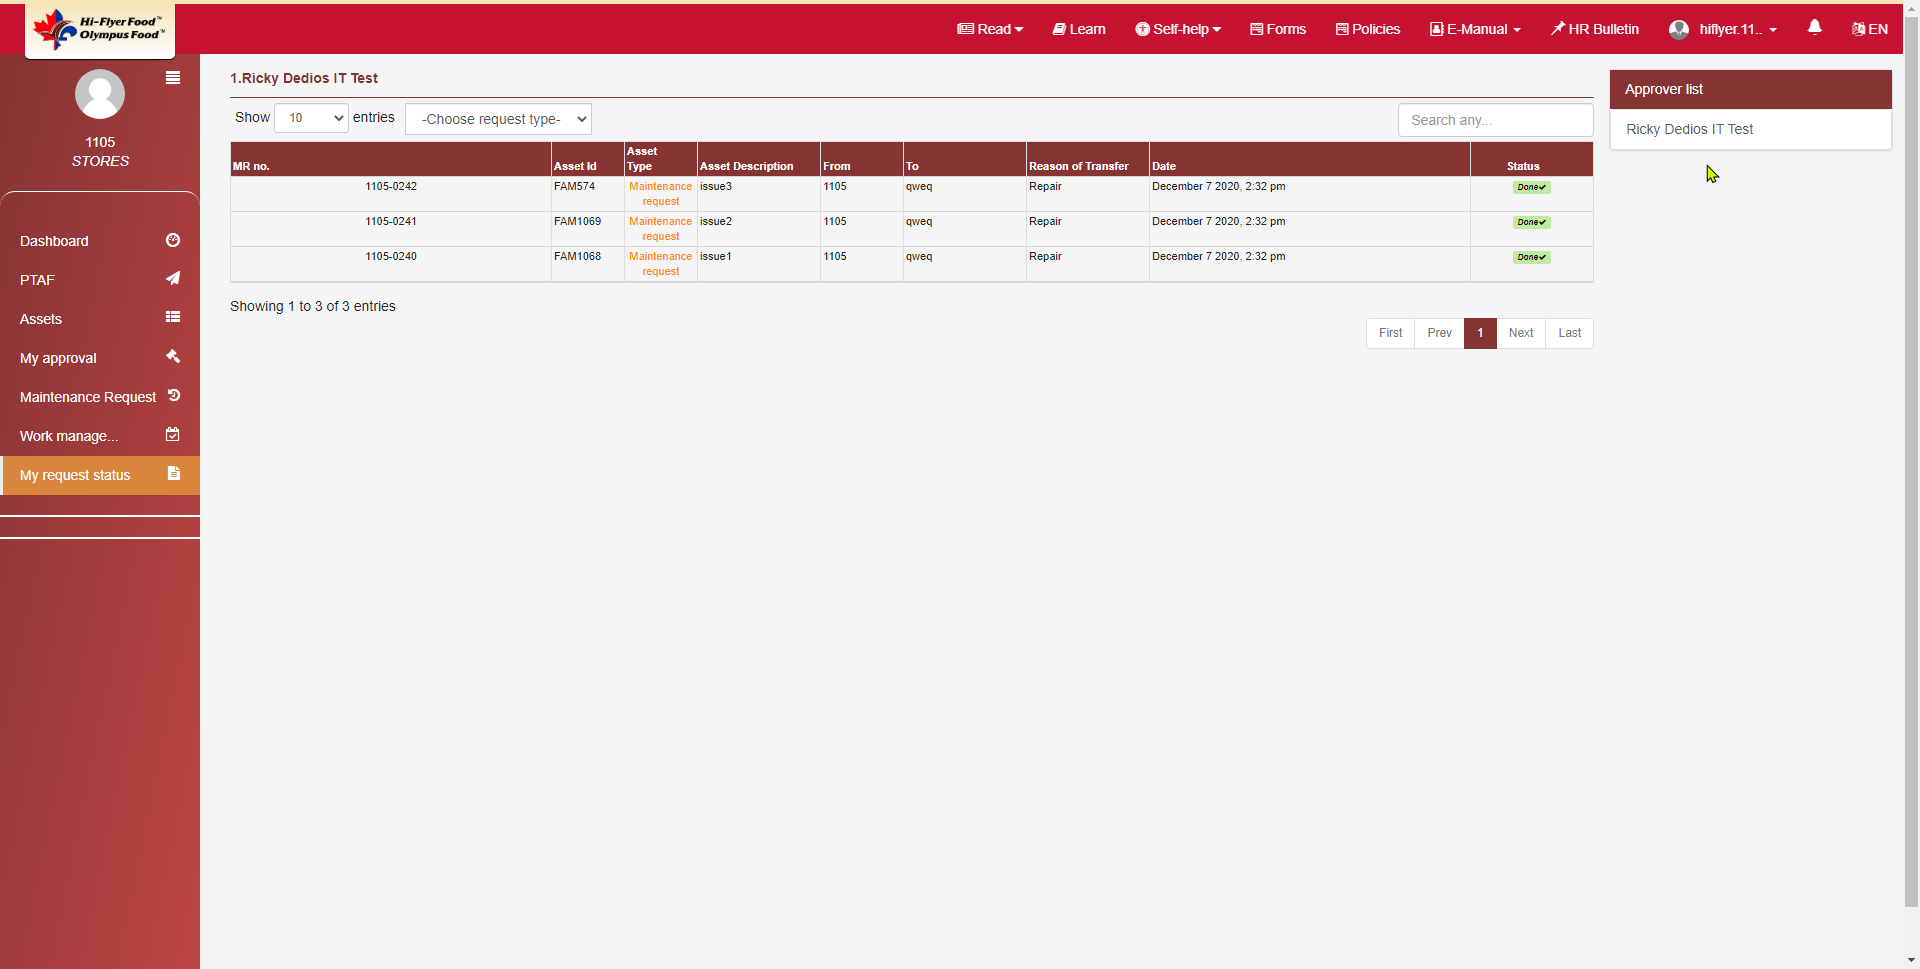 Hi-Flyer Food™
Olympus Food™
Read
Learn
Self-help
Forms
Policies
E-Manual
HR Bulletin
hiflyer.11..
EN
1105
STORES
Dashboard
PTAF
Assets
My approval
Maintenance Request
Work manage...
My request status
1.Ricky Dedios IT Test
Show 10 entries -Choose request type- Search any...
MR no. Asset Id Asset Type Asset Description From To Reason of Transfer Date Status
1105-0242 FAM574 Maintenance request issue3 1105 qweq Repair December 7 2020, 2:32 pm Done✔
1105-0241 FAM1069 Maintenance request issue2 1105 qweq Repair December 7 2020, 2:32 pm Done✔
1105-0240 FAM1068 Maintenance request issue1 1105 qweq Repair December 7 2020, 2:32 pm Done✔
Showing 1 to 3 of 3 entries
First Prev 1 Next Last
Approver list
Ricky Dedios IT Test